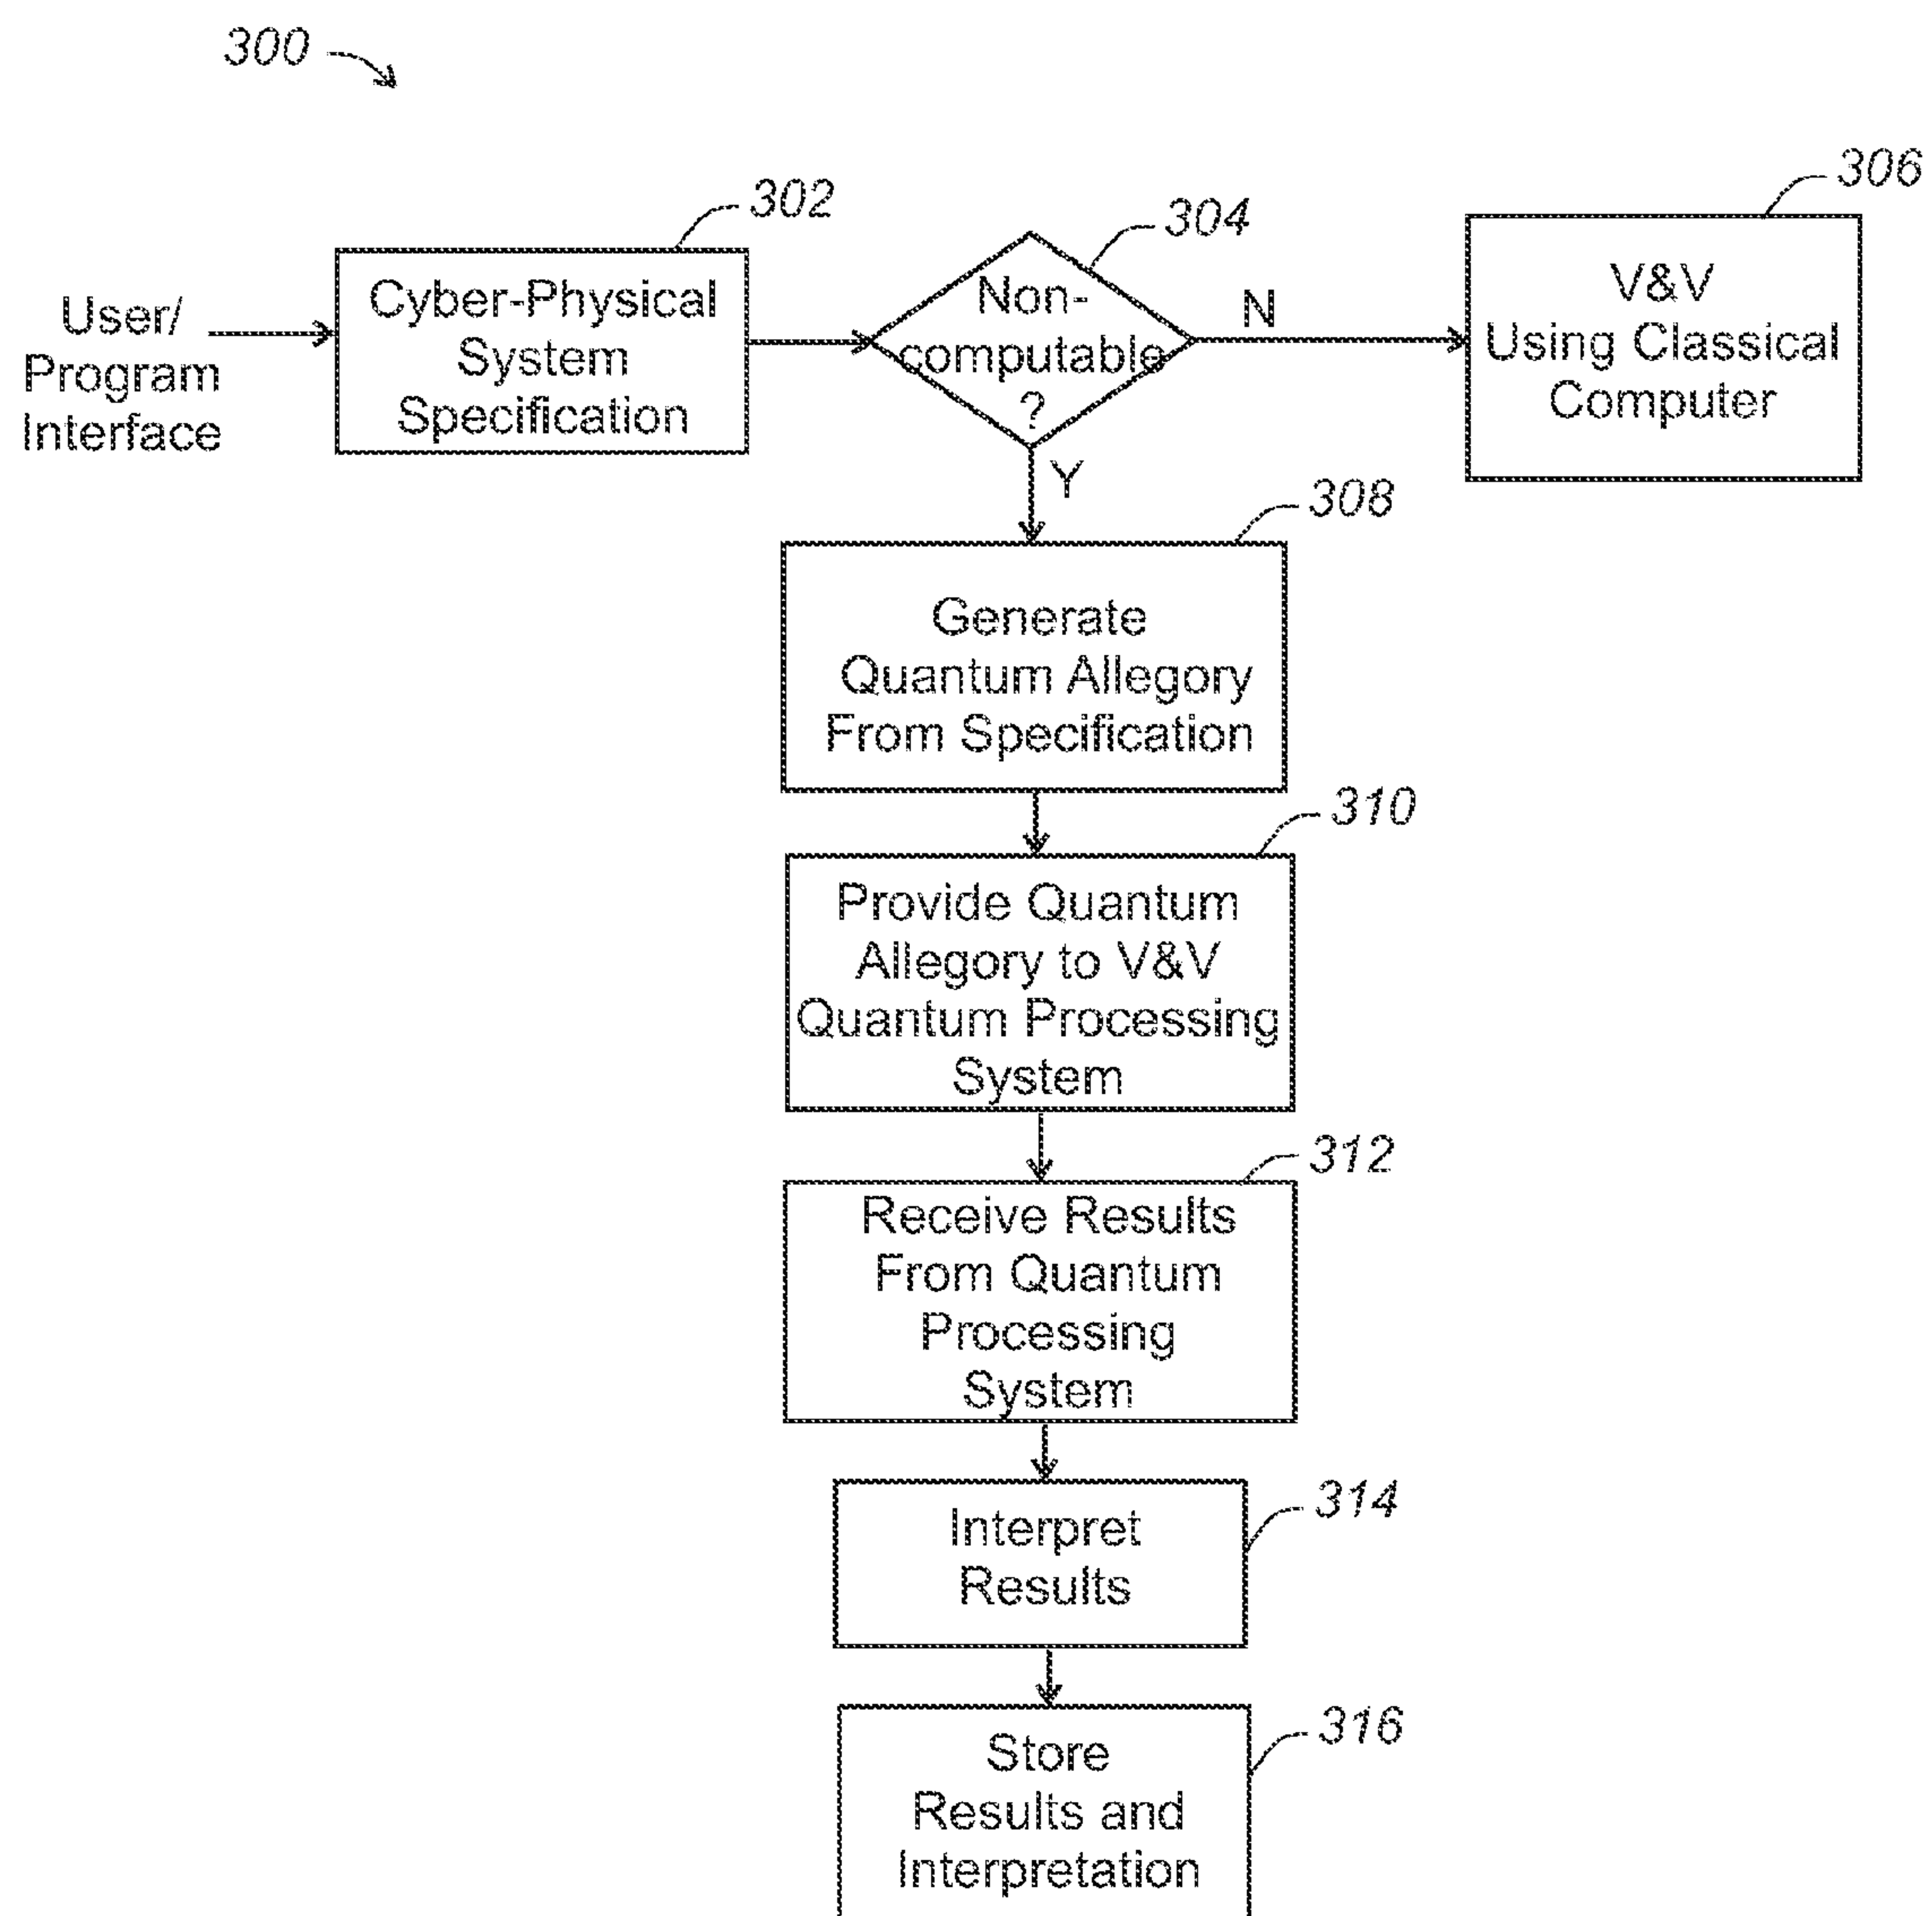 300
302
304
306
User/
Program
Interface
Cyber-Physical
System
Specification
Non-
computable
?
N
V&V
Using Classical
Computer
Y
308
Generate
Quantum Allegory
From Specification
310
Provide Quantum
Allegory to V&V
Quantum Processing
System
312
Receive Results
From Quantum
Processing
System
314
Interpret
Results
316
Store
Results and
Interpretation